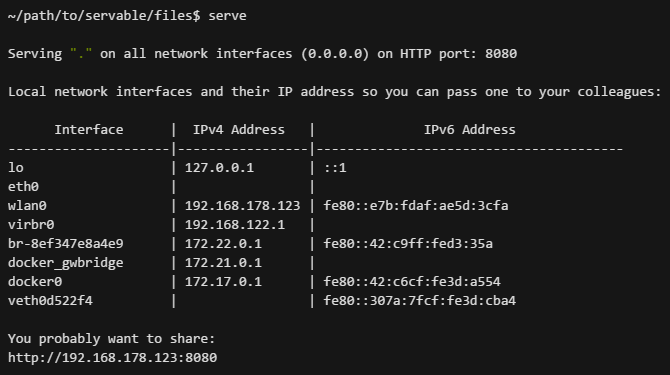 ~/path/to/servable/files$ serve
Serving "." on all network interfaces (0.0.0.0) on HTTP port: 8080
Local network interfaces and their IP address so you can pass one to your colleagues:
      Interface      |  IPv4 Address   |              IPv6 Address
---------------------|-----------------|----------------------------------------
lo                   | 127.0.0.1       | ::1
eth0                 |                 |
wlan0                | 192.168.178.123 | fe80::e7b:fdaf:ae5d:3cfa
virbr0               | 192.168.122.1   |
br-8ef347e8a4e9      | 172.22.0.1      | fe80::42:c9ff:fed3:35a
docker_gwbridge      | 172.21.0.1      |
docker0              | 172.17.0.1      | fe80::42:c6cf:fe3d:a554
veth0d522f4          |                 | fe80::307a:7fcf:fe3d:cba4
You probably want to share:
http://192.168.178.123:8080